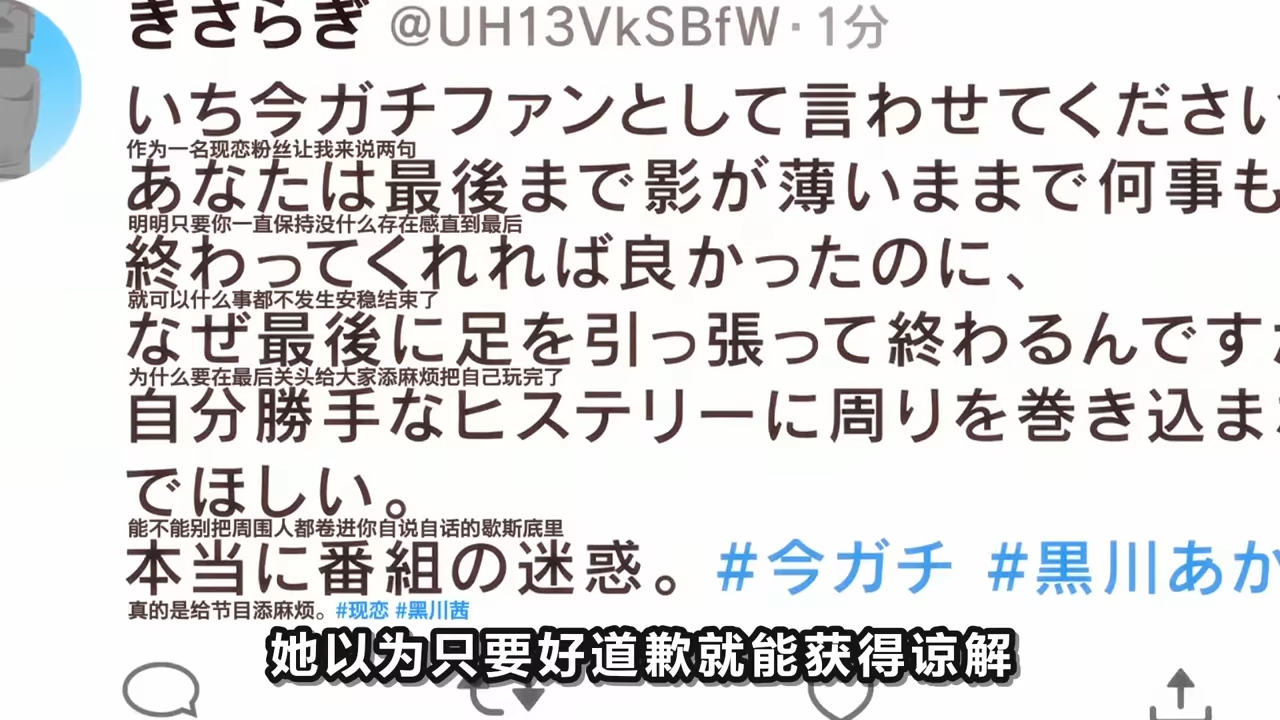 きさらぎ @UH13VkSBfW · 1分
いち今ガチファンとして言わせてください
作为一名现恋粉丝让我来说两句
あなたは最後まで影が薄いままで何事も
明明只要你一直保持没什么存在感直到最后
終わってくれれば良かったのに、
就可以什么事都不发生安稳结束了
なぜ最後に足を引っ張って終わるんです
为什么要在最后关头给大家添麻烦把自己玩完了
自分勝手なヒステリーに周りを巻き込ま
でほしい。
能不能别把周围人都卷进你自说自话的歇斯底里
本当に番組の迷惑。#今ガチ #黒川あか
真的是给节目添麻烦。#现恋 #黑川茜
她以为只要好道歉就能获得谅解